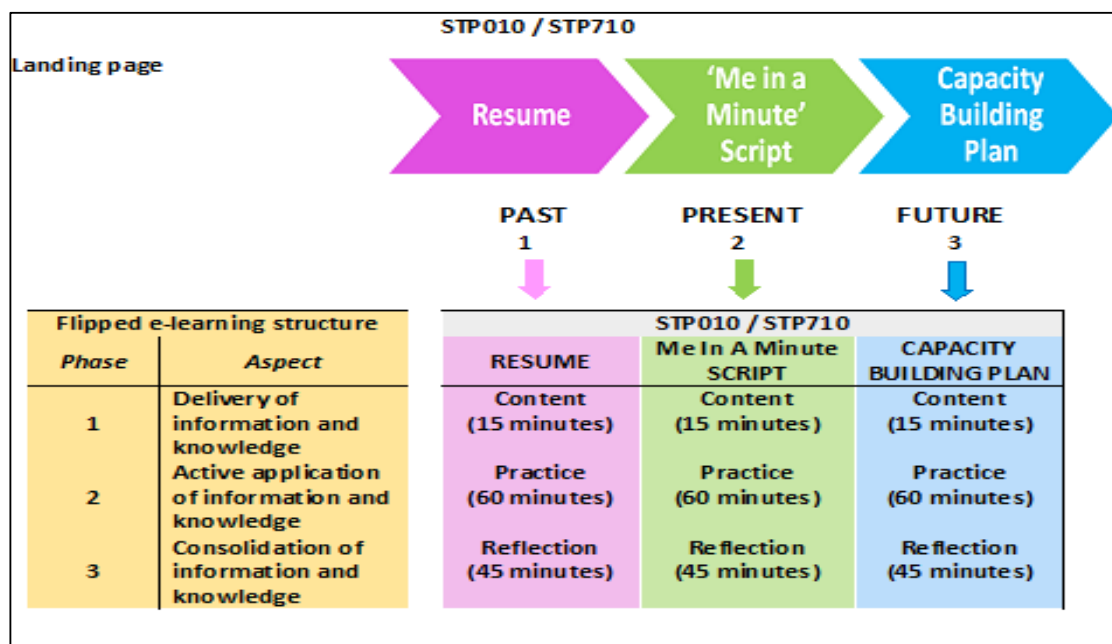 STP010 / STP710
Landing page
Resume
‘Me in a
Minute’
Script
Capacity
Building
Plan
PAST
1
PRESENT
2
FUTURE
3
Flipped e-learning structure
Phase
Aspect
1
Delivery of
information and
knowledge
2
Active application
of information and
knowledge
3
Consolidation of
information and
knowledge
STP010 / STP710
RESUME
Me In A Minute
SCRIPT
CAPACITY
BUILDING PLAN
Content
(15 minutes)
Content
(15 minutes)
Content
(15 minutes)
Practice
(60 minutes)
Practice
(60 minutes)
Practice
(60 minutes)
Reflection
(45 minutes)
Reflection
(45 minutes)
Reflection
(45 minutes)